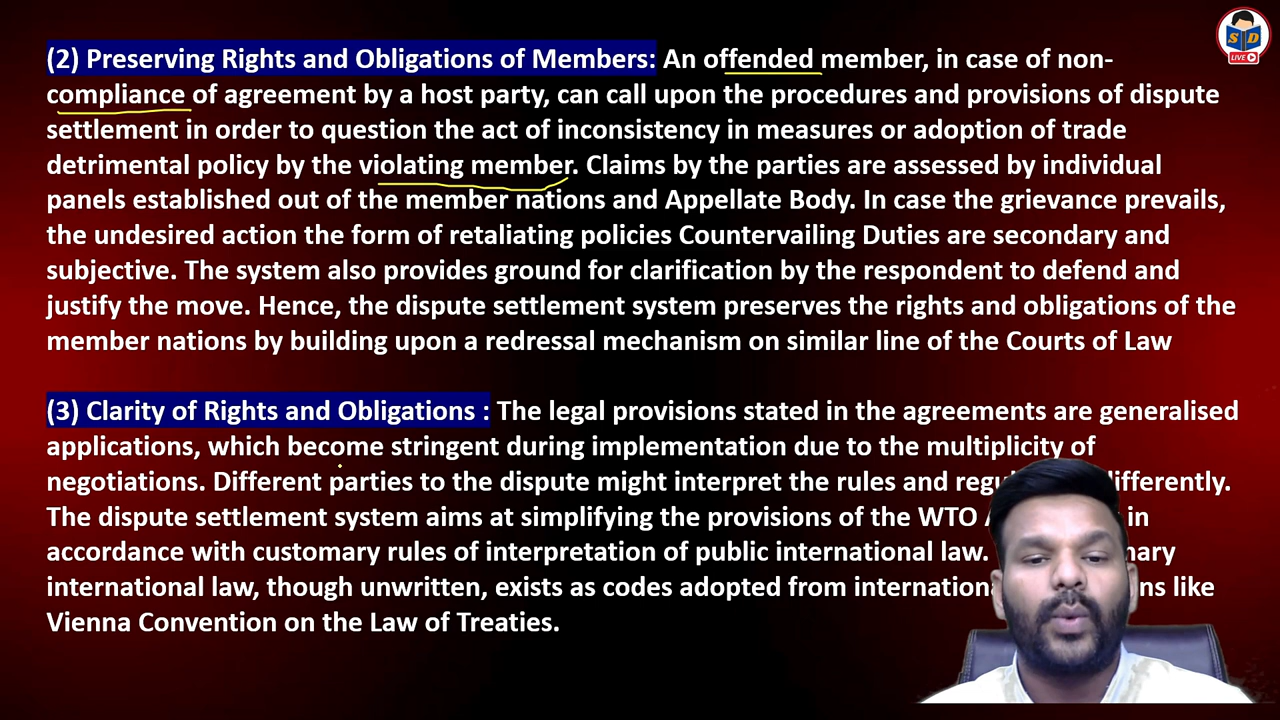 (2) Preserving Rights and Obligations of Members: An offended member, in case of non-
compliance of agreement by a host party, can call upon the procedures and provisions of dispute
settlement in order to question the act of inconsistency in measures or adoption of trade
detrimental policy by the violating member. Claims by the parties are assessed by individual
panels established out of the member nations and Appellate Body. In case the grievance prevails,
the undesired action the form of retaliating policies Countervailing Duties are secondary and
subjective. The system also provides ground for clarification by the respondent to defend and
justify the move. Hence, the dispute settlement system preserves the rights and obligations of the
member nations by building upon a redressal mechanism on similar line of the Courts of Law
(3) Clarity of Rights and Obligations : The legal provisions stated in the agreements are generalised
applications, which become stringent during implementation due to the multiplicity of
negotiations. Different parties to the dispute might interpret the rules and differently.
The dispute settlement system aims at simplifying the provisions of the WTO in
accordance with customary rules of interpretation of public international law.
international law, though unwritten, exists as codes adopted from like
Vienna Convention on the Law of Treaties.
S D
LIVE